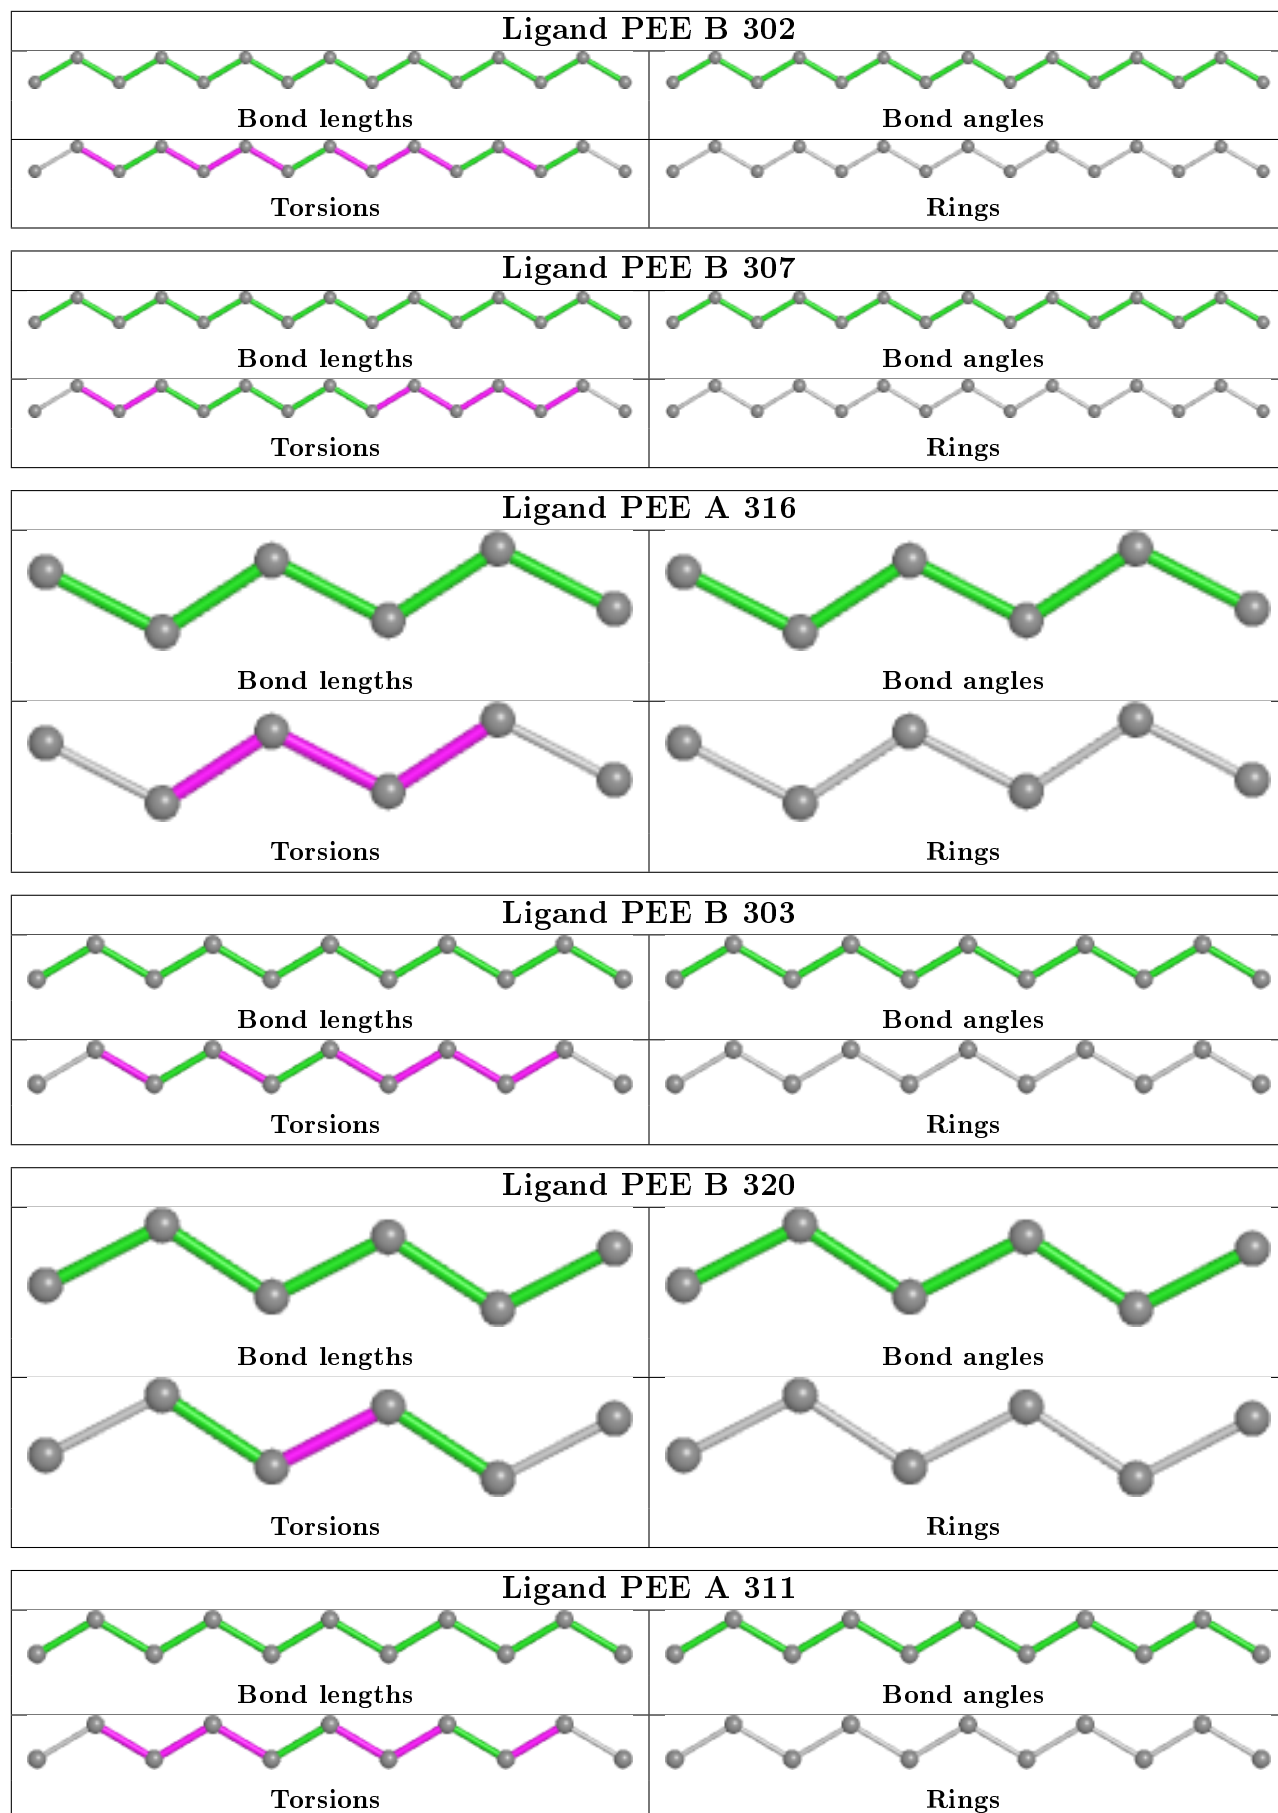 Ligand PEE B 302
Bond lengths
Bond angles
Torsions
Rings
Ligand PEE B 307
Bond lengths
Bond angles
Torsions
Rings
Ligand PEE A 316
Bond lengths
Bond angles
Torsions
Rings
Ligand PEE B 303
Bond lengths
Bond angles
Torsions
Rings
Ligand PEE B 320
Bond lengths
Bond angles
Torsions
Rings
Ligand PEE A 311
Bond lengths
Bond angles
Torsions
Rings